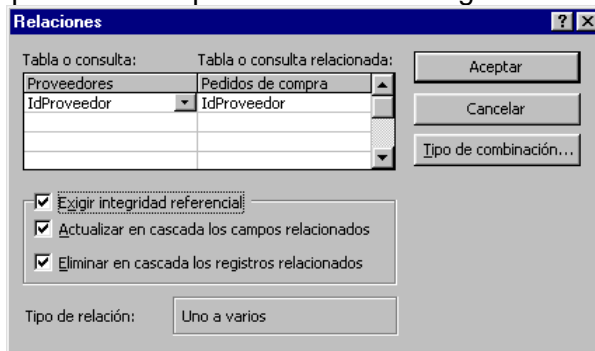 Relaciones
Tabla o consulta: Tabla o consulta relacionada:
Proveedores Pedidos de compra
IdProveedor IdProveedor
Aceptar
Cancelar
Tipo de combinación...
Exigir integridad referencial
Actualizar en cascada los campos relacionados
Eliminar en cascada los registros relacionados
Tipo de relación: Uno a varios